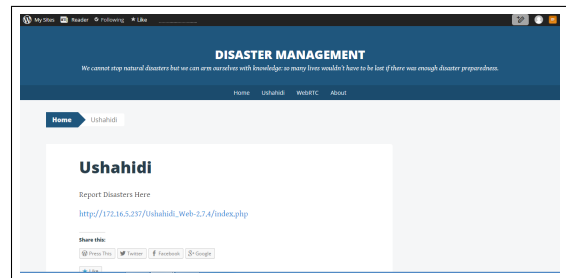 My Sites Reader Following Like
DISASTER MANAGEMENT
We cannot stop natural disasters but we can arm ourselves with knowledge: so many lives wouldn't have to be lost if there was enough disaster preparedness.
Home Ushahidi WebRTC About
Home Ushahidi
Ushahidi
Report Disasters Here
http://172.16.5.237/Ushahidi_Web-2.7.4/index.php
Share this:
Press This Twitter Facebook Google
Like